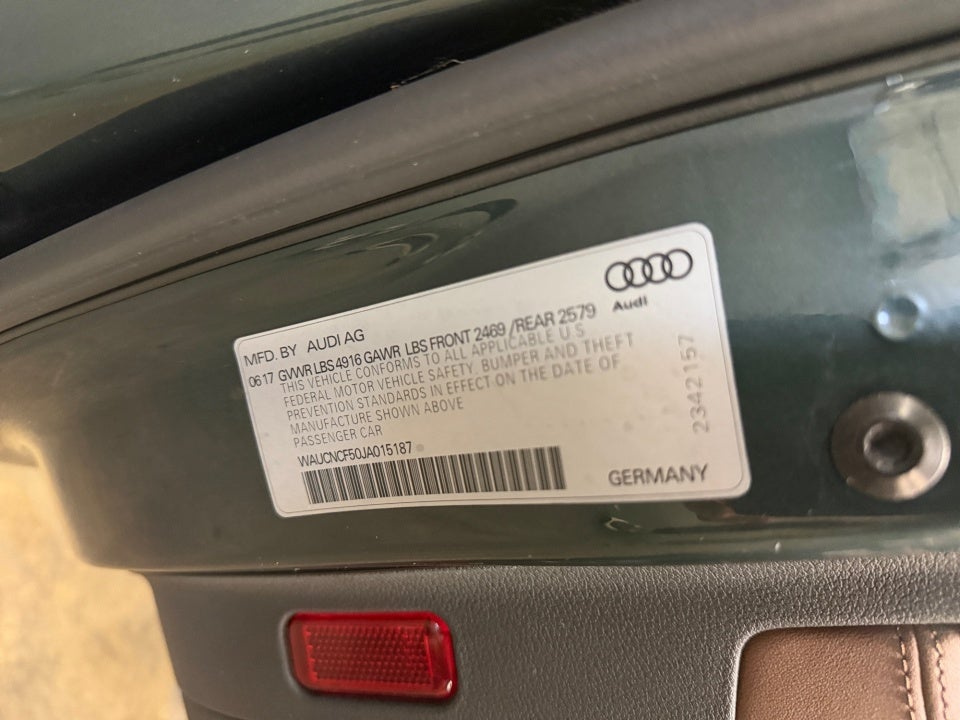 Audi
MFD. BY AUDI AG
0617 GVWR LBS 4916 GAWR LBS FRONT 2469 / REAR 2579
THIS VEHICLE CONFORMS TO ALL APPLICABLE U S
FEDERAL MOTOR VEHICLE SAFETY, BUMPER AND THEFT
PREVENTION STANDARDS IN EFFECT ON THE DATE OF
MANUFACTURE SHOWN ABOVE
PASSENGER CAR
WAUCNCF50JA015187
GERMANY
2342157